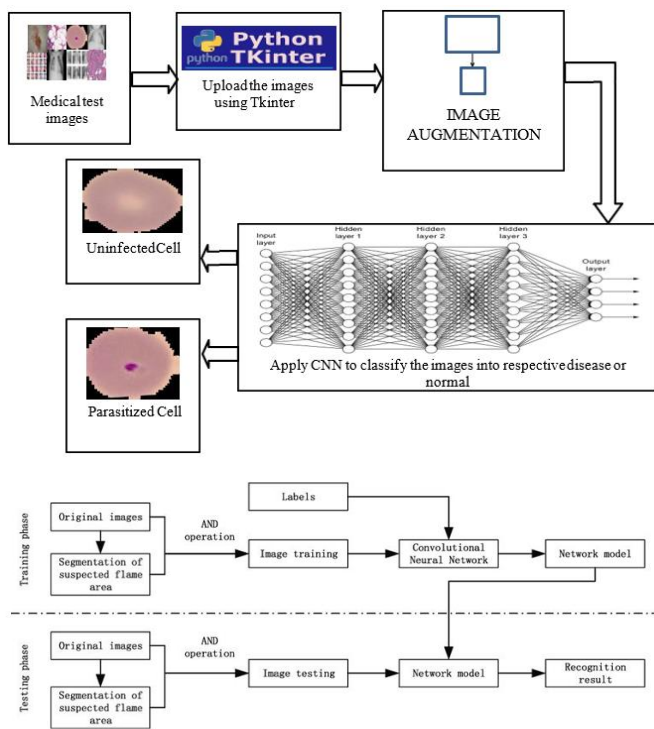 Medical test
images
Python
TKinter
python
Upload the images
using Tkinter
IMAGE
AUGMENTATION
Uninfected Cell
Parasitized Cell
Input
layer
Hidden
layer 1
Hidden
layer 2
Hidden
layer 3
Output
layer
Apply CNN to classify the images into respective disease or
normal
Training phase
Original images
Segmentation of
suspected flame
area
AND
operation
Labels
Image training
Convolutional
Neural Network
Network model
Testing phase
Original images
Segmentation of
suspected flame
area
AND
operation
Image testing
Network model
Recognition
result